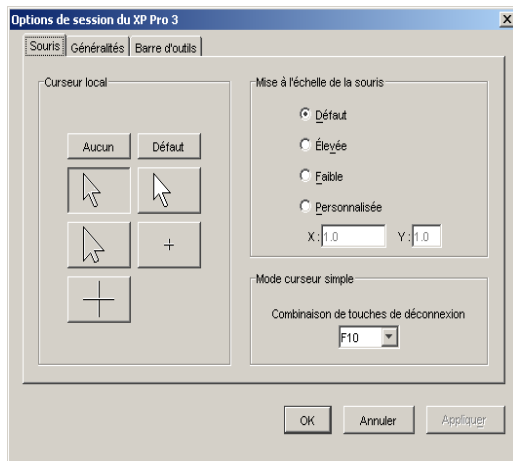 Options de session du XP Pro 3
Souris Généralités Barre d'outils
Curseur local
Aucun Défaut
Mise à l'échelle de la souris
Défaut
Élevée
Faible
Personnalisée
X : 1.0 Y : 1.0
Mode curseur simple
Combinaison de touches de déconnexion
F10
OK Annuler Appliquer